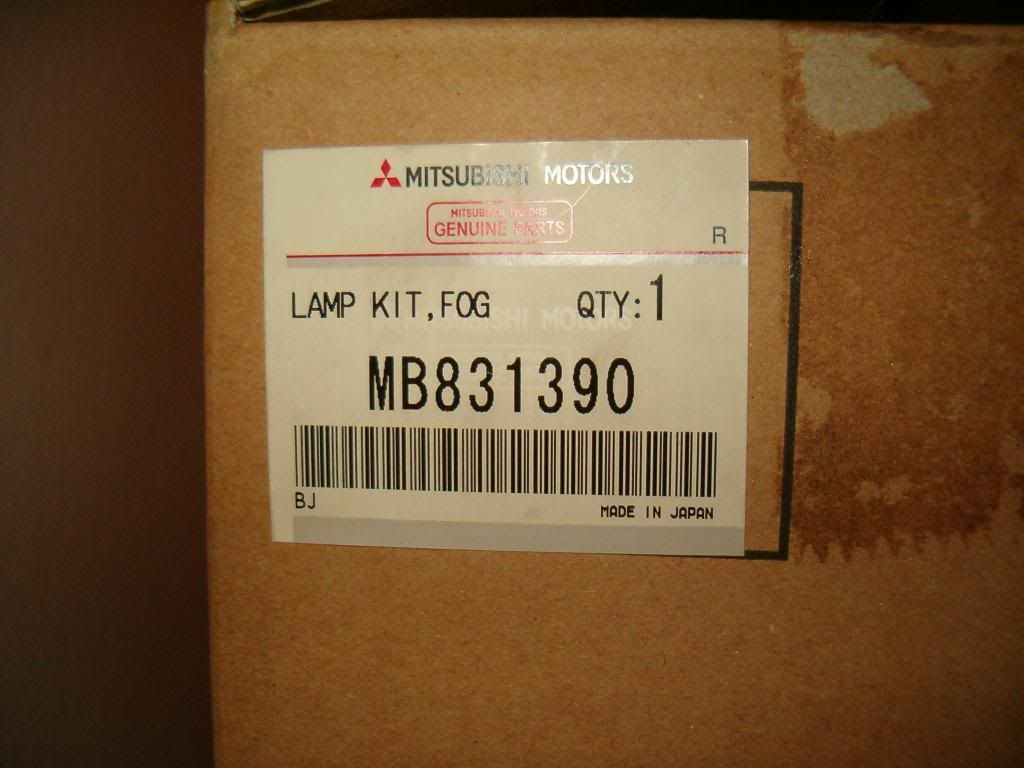 MITSUBISHI MOTORS
MITSUBISHI MOTORS
GENUINE PARTS
R
LAMP KIT,FOG QTY:1
MB831390
BJ
MADE IN JAPAN